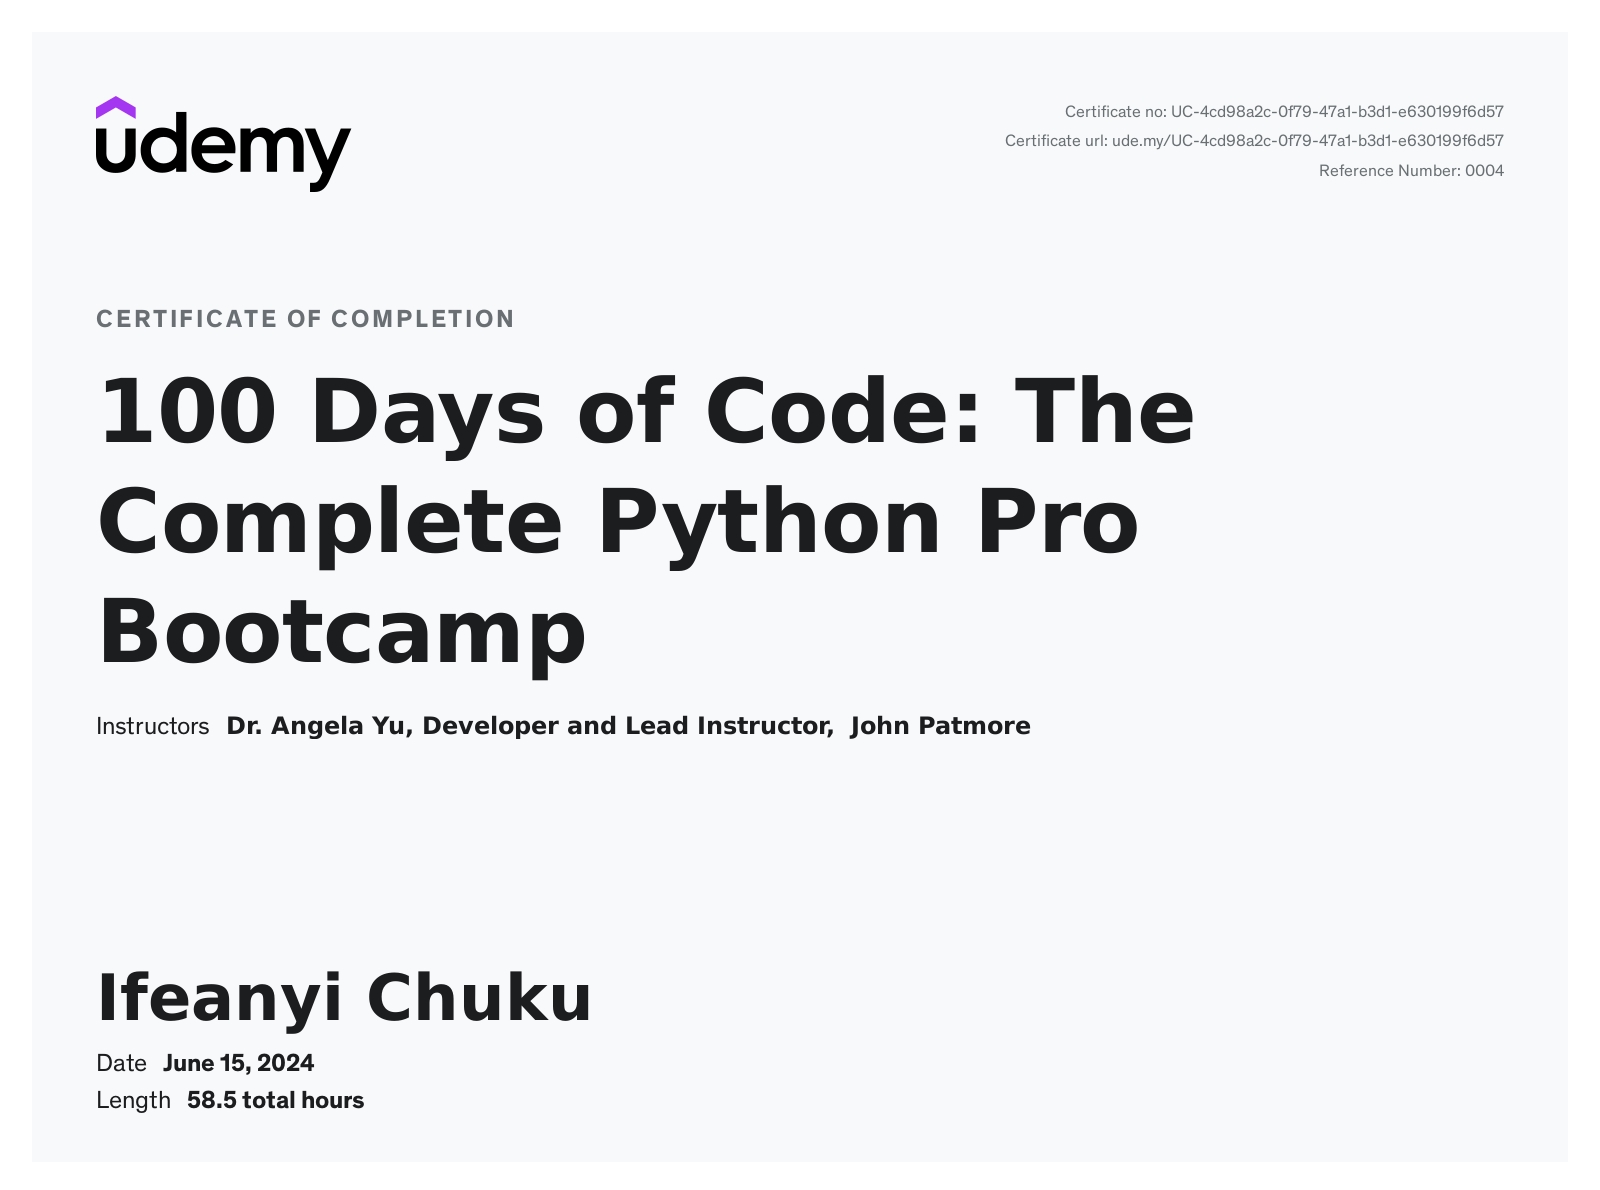 udemy
Certificate no: UC-4cd98a2c-0f79-47a1-b3d1-e630199f6d57
Certificate url: ude.my/UC-4cd98a2c-0f79-47a1-b3d1-e630199f6d57
Reference Number: 0004
CERTIFICATE OF COMPLETION
100 Days of Code: The
Complete Python Pro
Bootcamp
Instructors Dr. Angela Yu, Developer and Lead Instructor, John Patmore
Ifeanyi Chuku
Date June 15, 2024
Length 58.5 total hours